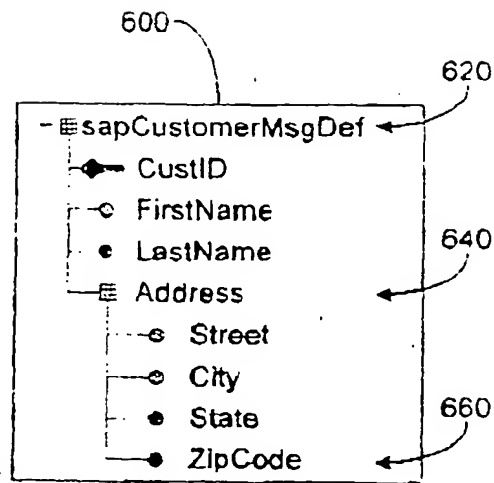 600
620
sapCustomerMsgDef
CustID
FirstName
LastName
640
Address
Street
City
State
660
ZipCode